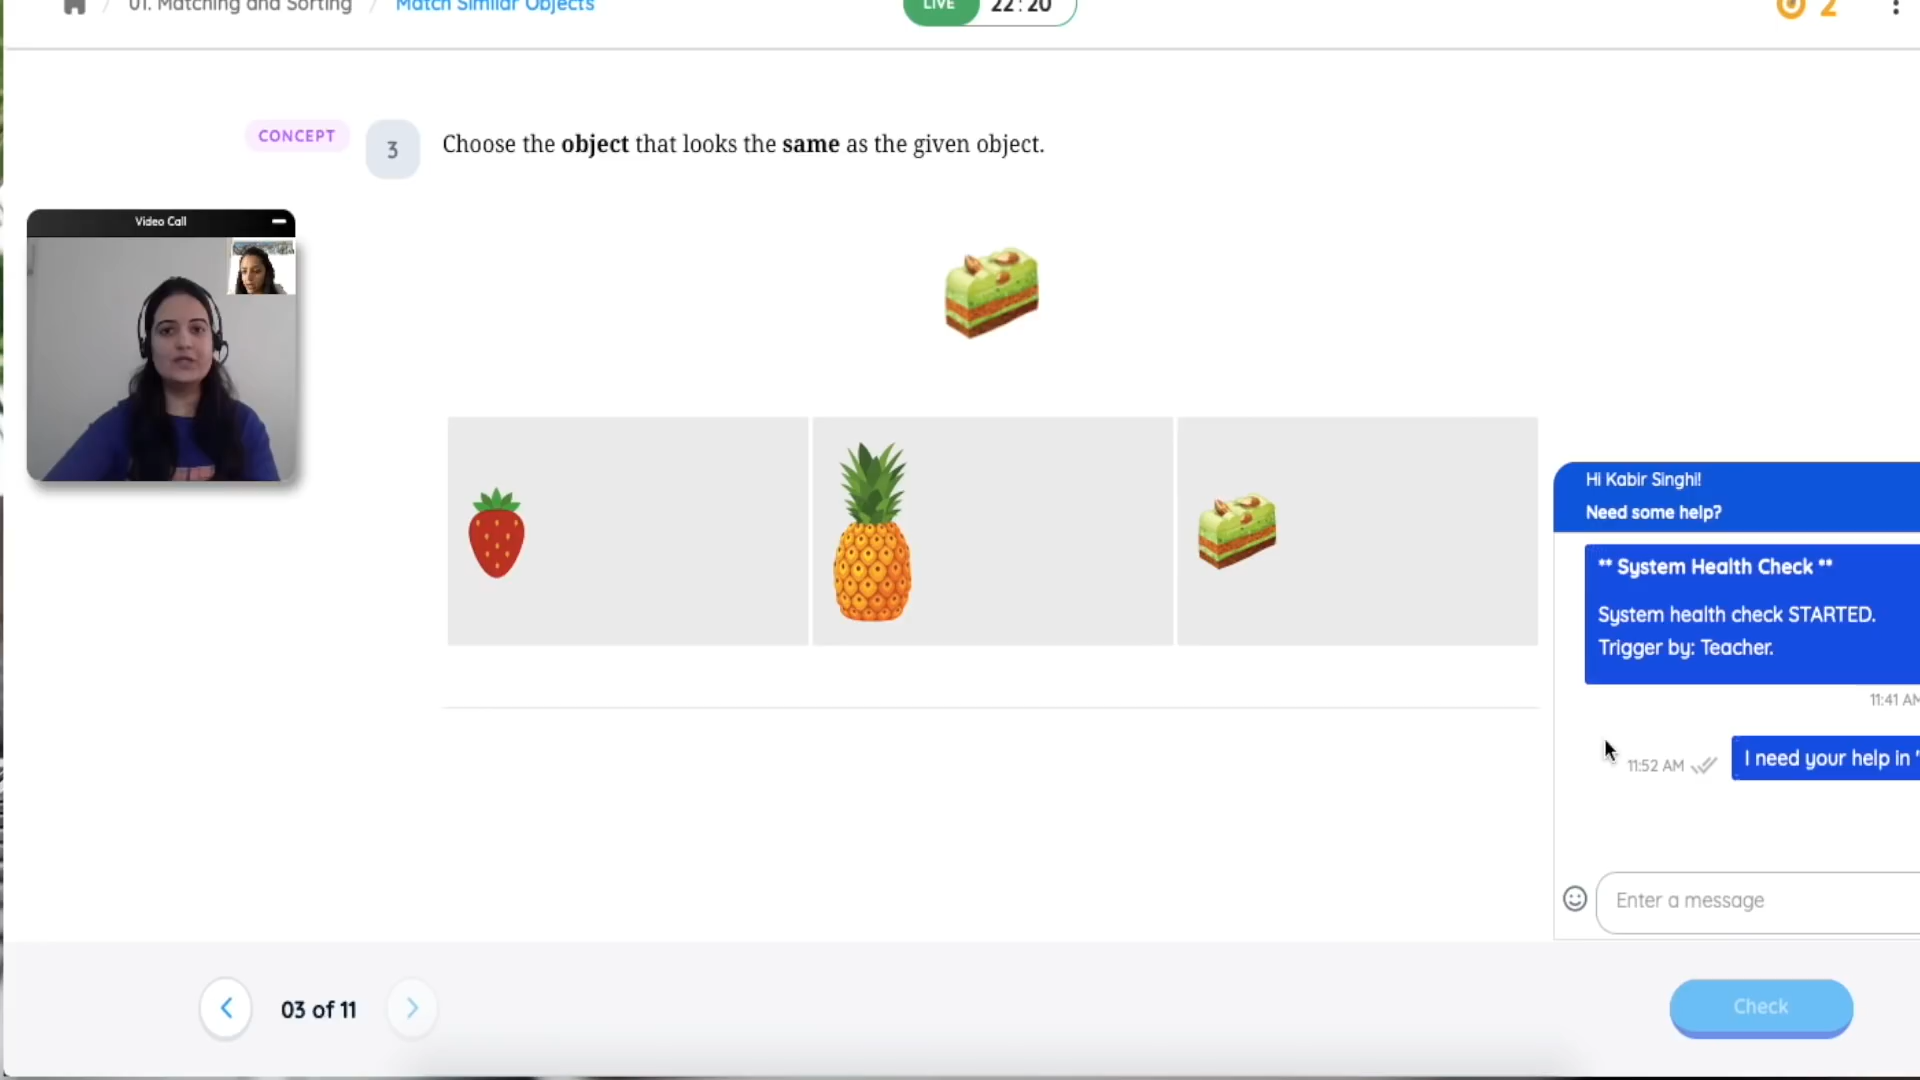 01. Matching and Sorting / Match Similar Objects
LIVE 22:20
2
CONCEPT
3
Choose the object that looks the same as the given object.
Video Call
Hi Kabir Singhi!
Need some help?
** System Health Check **
System health check STARTED.
Trigger by: Teacher.
11:41 AM
11:52 AM
I need your help in "
Enter a message
03 of 11
Check